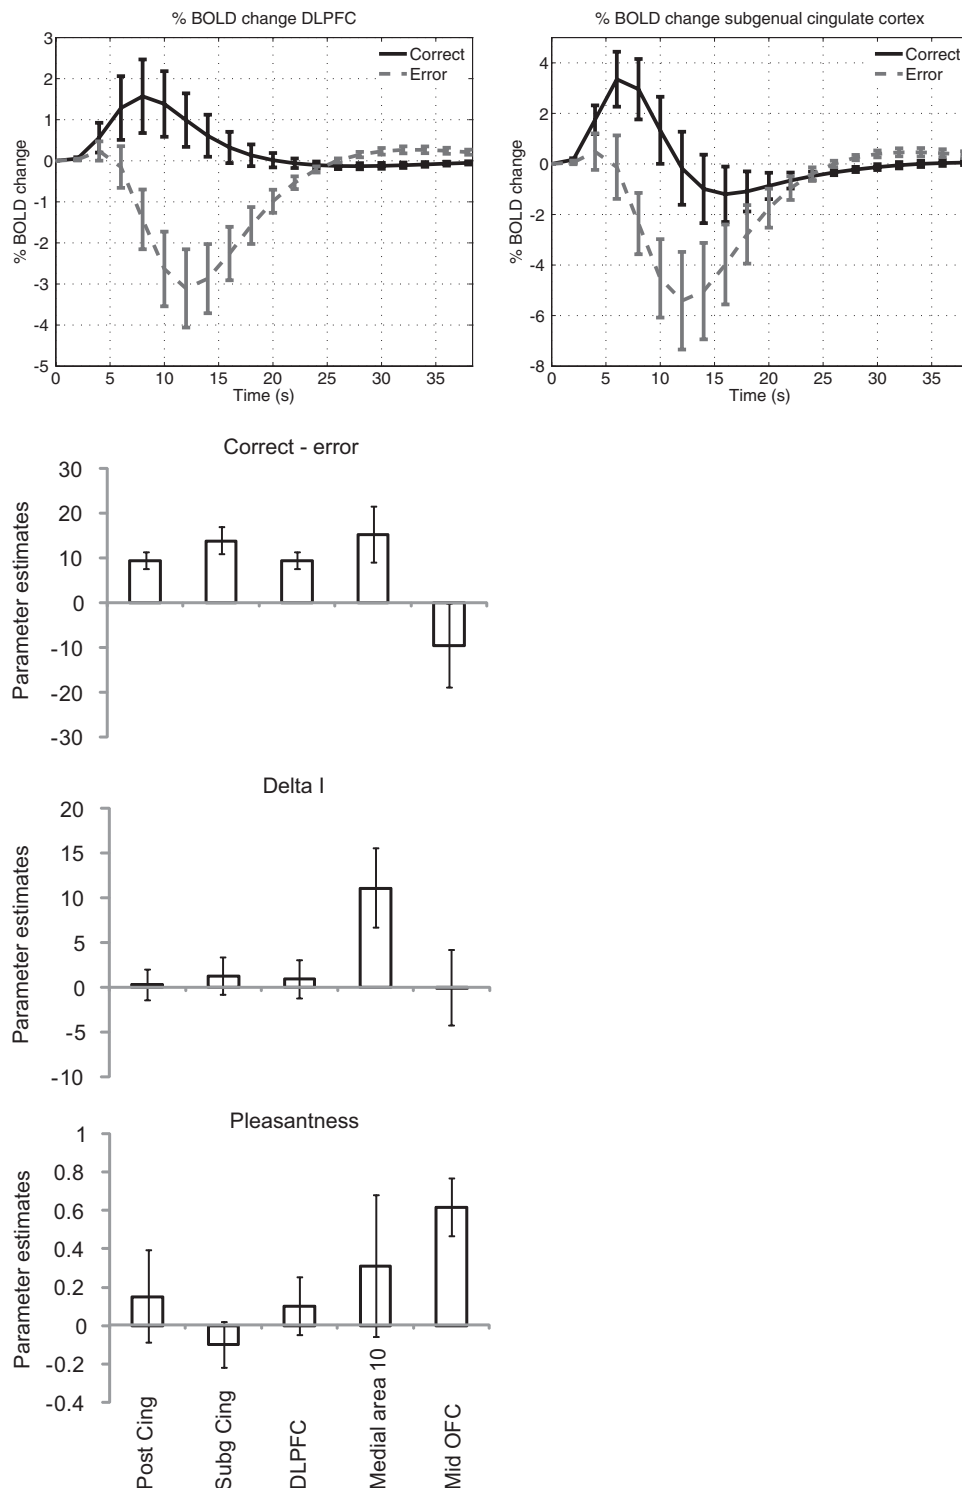 % BOLD change DLPFC
% BOLD change
3
2
1
0
-1
-2
-3
-4
-5
Correct
Error
0 5 10 15 20 25 30 35
Time (s)
% BOLD change subgenual cingulate cortex
% BOLD change
4
2
0
-2
-4
-6
-8
Correct
Error
0 5 10 15 20 25 30 35
Time (s)
Correct - error
Parameter estimates
30
20
10
0
-10
-20
-30
Delta I
Parameter estimates
20
15
10
5
0
-5
-10
Pleasantness
Parameter estimates
1
0.8
0.6
0.4
0.2
0
-0.2
-0.4
Post Cing
Subg Cing
DLPFC
Medial area 10
Mid OFC